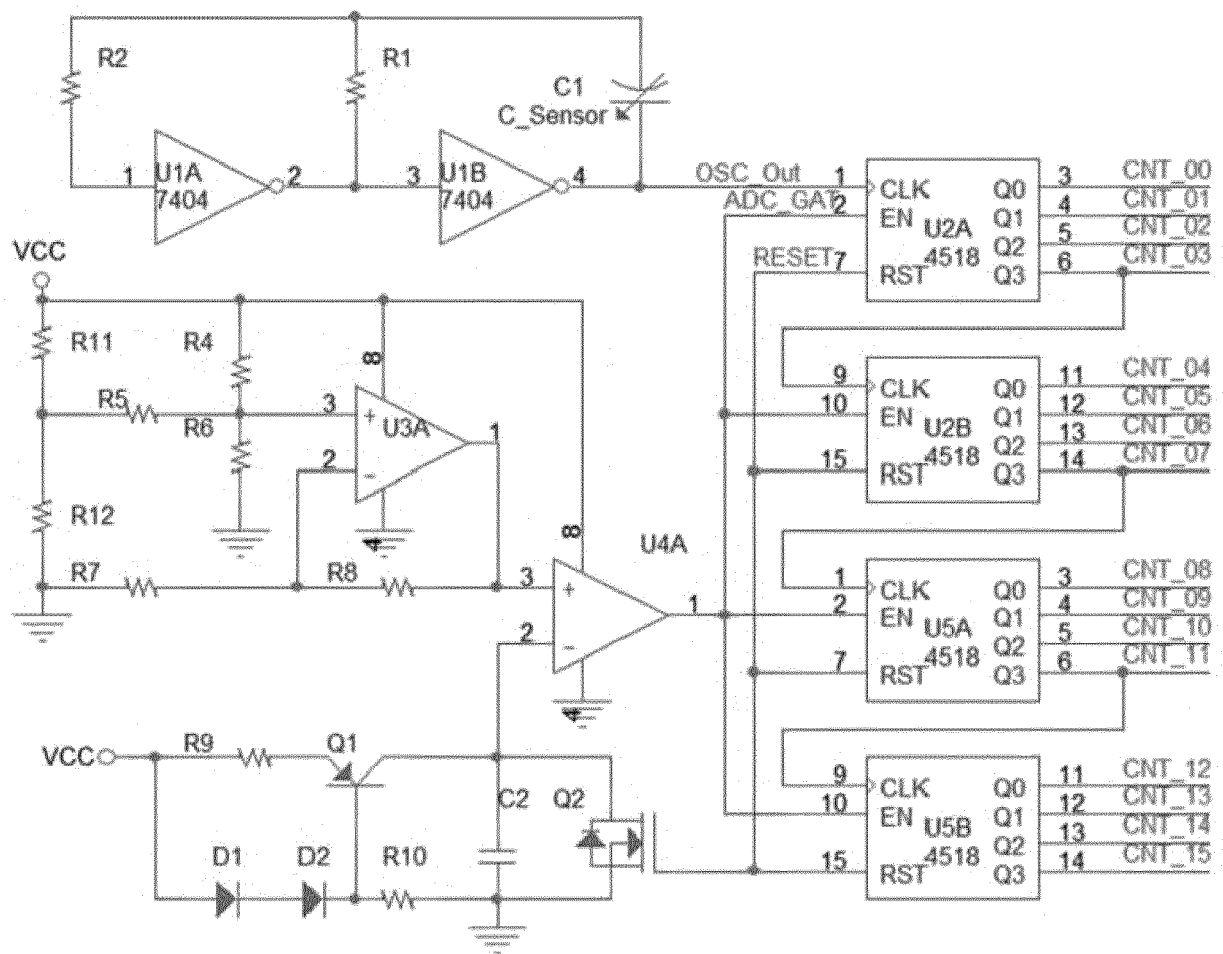 R2
R1
C1
C_Sensor
1
U1A
7404
2
3
U1B
7404
4
OSC_Out
1
ADC_GAT
2
RESET
7
CLK
EN
RST
U2A
4518
Q0
Q1
Q2
Q3
3
4
5
6
CNT_00
CNT_01
CNT_02
CNT_03
VCC
R11
R4
8
R5
R6
3
2
U3A
+
-
1
4
R12
R7
R8
9
10
15
CLK
EN
RST
U2B
4518
Q0
Q1
Q2
Q3
11
12
13
14
CNT_04
CNT_05
CNT_06
CNT_07
8
U4A
3
2
+
-
1
4
1
2
7
CLK
EN
RST
U5A
4518
Q0
Q1
Q2
Q3
3
4
5
6
CNT_08
CNT_09
CNT_10
CNT_11
VCC
R9
Q1
C2
Q2
D1
D2
R10
9
10
15
CLK
EN
RST
U5B
4518
Q0
Q1
Q2
Q3
11
12
13
14
CNT_12
CNT_13
CNT_14
CNT_15